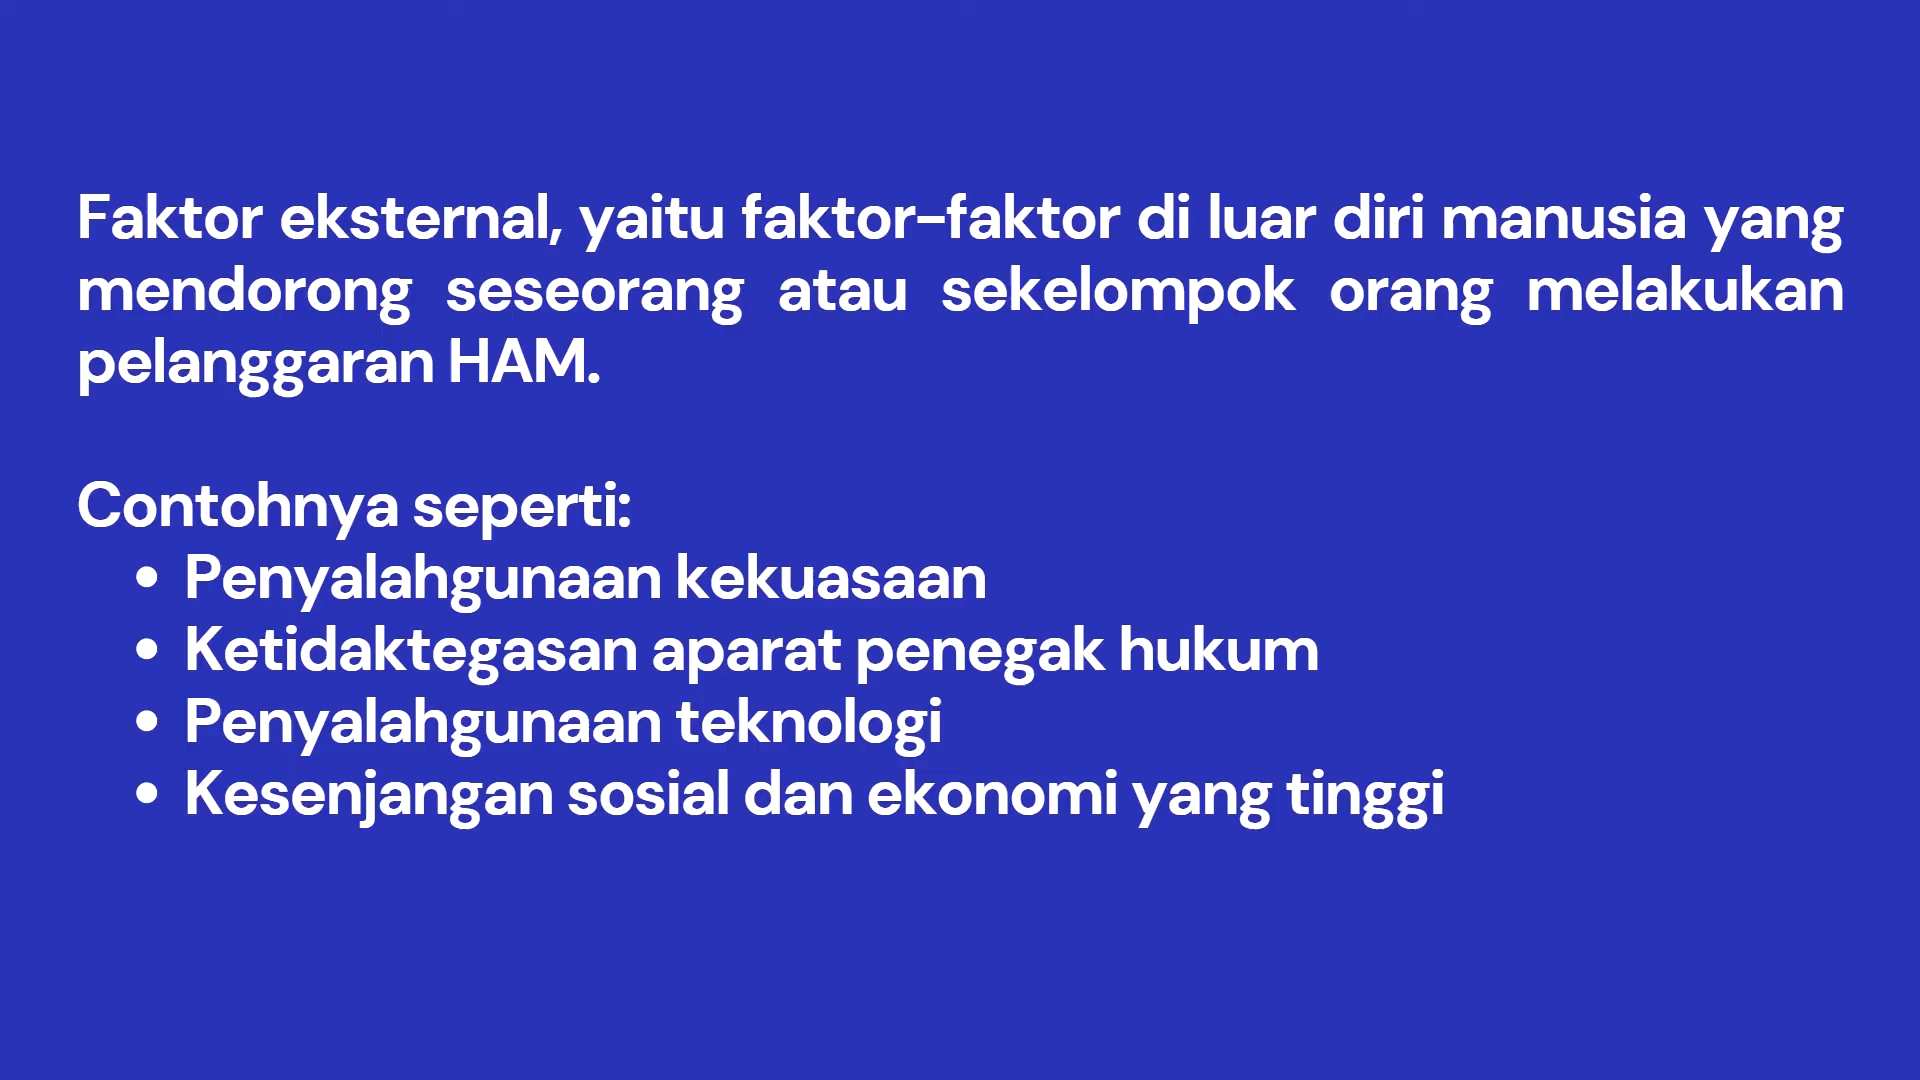 Faktor eksternal, yaitu faktor-faktor di luar diri manusia yang
mendorong seseorang atau sekelompok orang melakukan
pelanggaran HAM.
Contohnya seperti:
• Penyalahgunaan kekuasaan
• Ketidaktegasan aparat penegak hukum
• Penyalahgunaan teknologi
• Kesenjangan sosial dan ekonomi yang tinggi